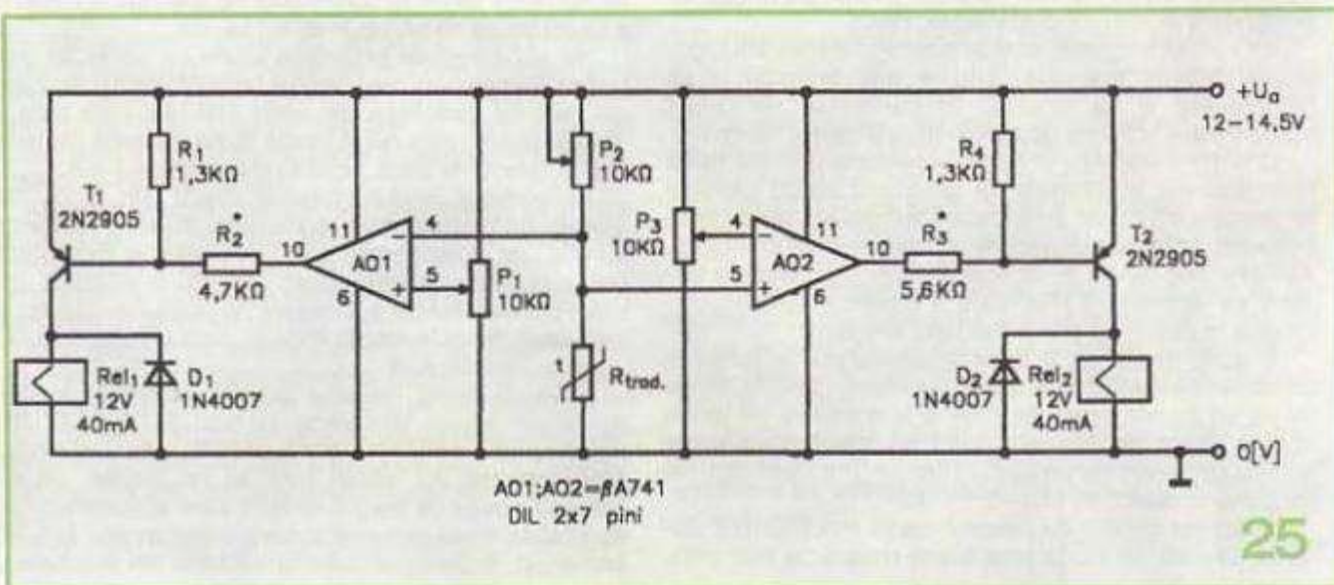 +Uₐ
12-14,5V
R₁
1,3KΩ
T₁
2N2905
R₂*
4,7KΩ
10
11
6
AO1
4
-
5
+
P₁
10KΩ
P₂
10KΩ
t
Rtrad.
P₃
10KΩ
4
-
5
+
AO2
11
6
10
R₃*
5,6KΩ
R₄
1,3KΩ
T₂
2N2905
Rel₁
12V
40mA
D₁
1N4007
D₂
1N4007
Rel₂
12V
40mA
0[V]
AO1;AO2=βA741
DIL 2x7 pini
25